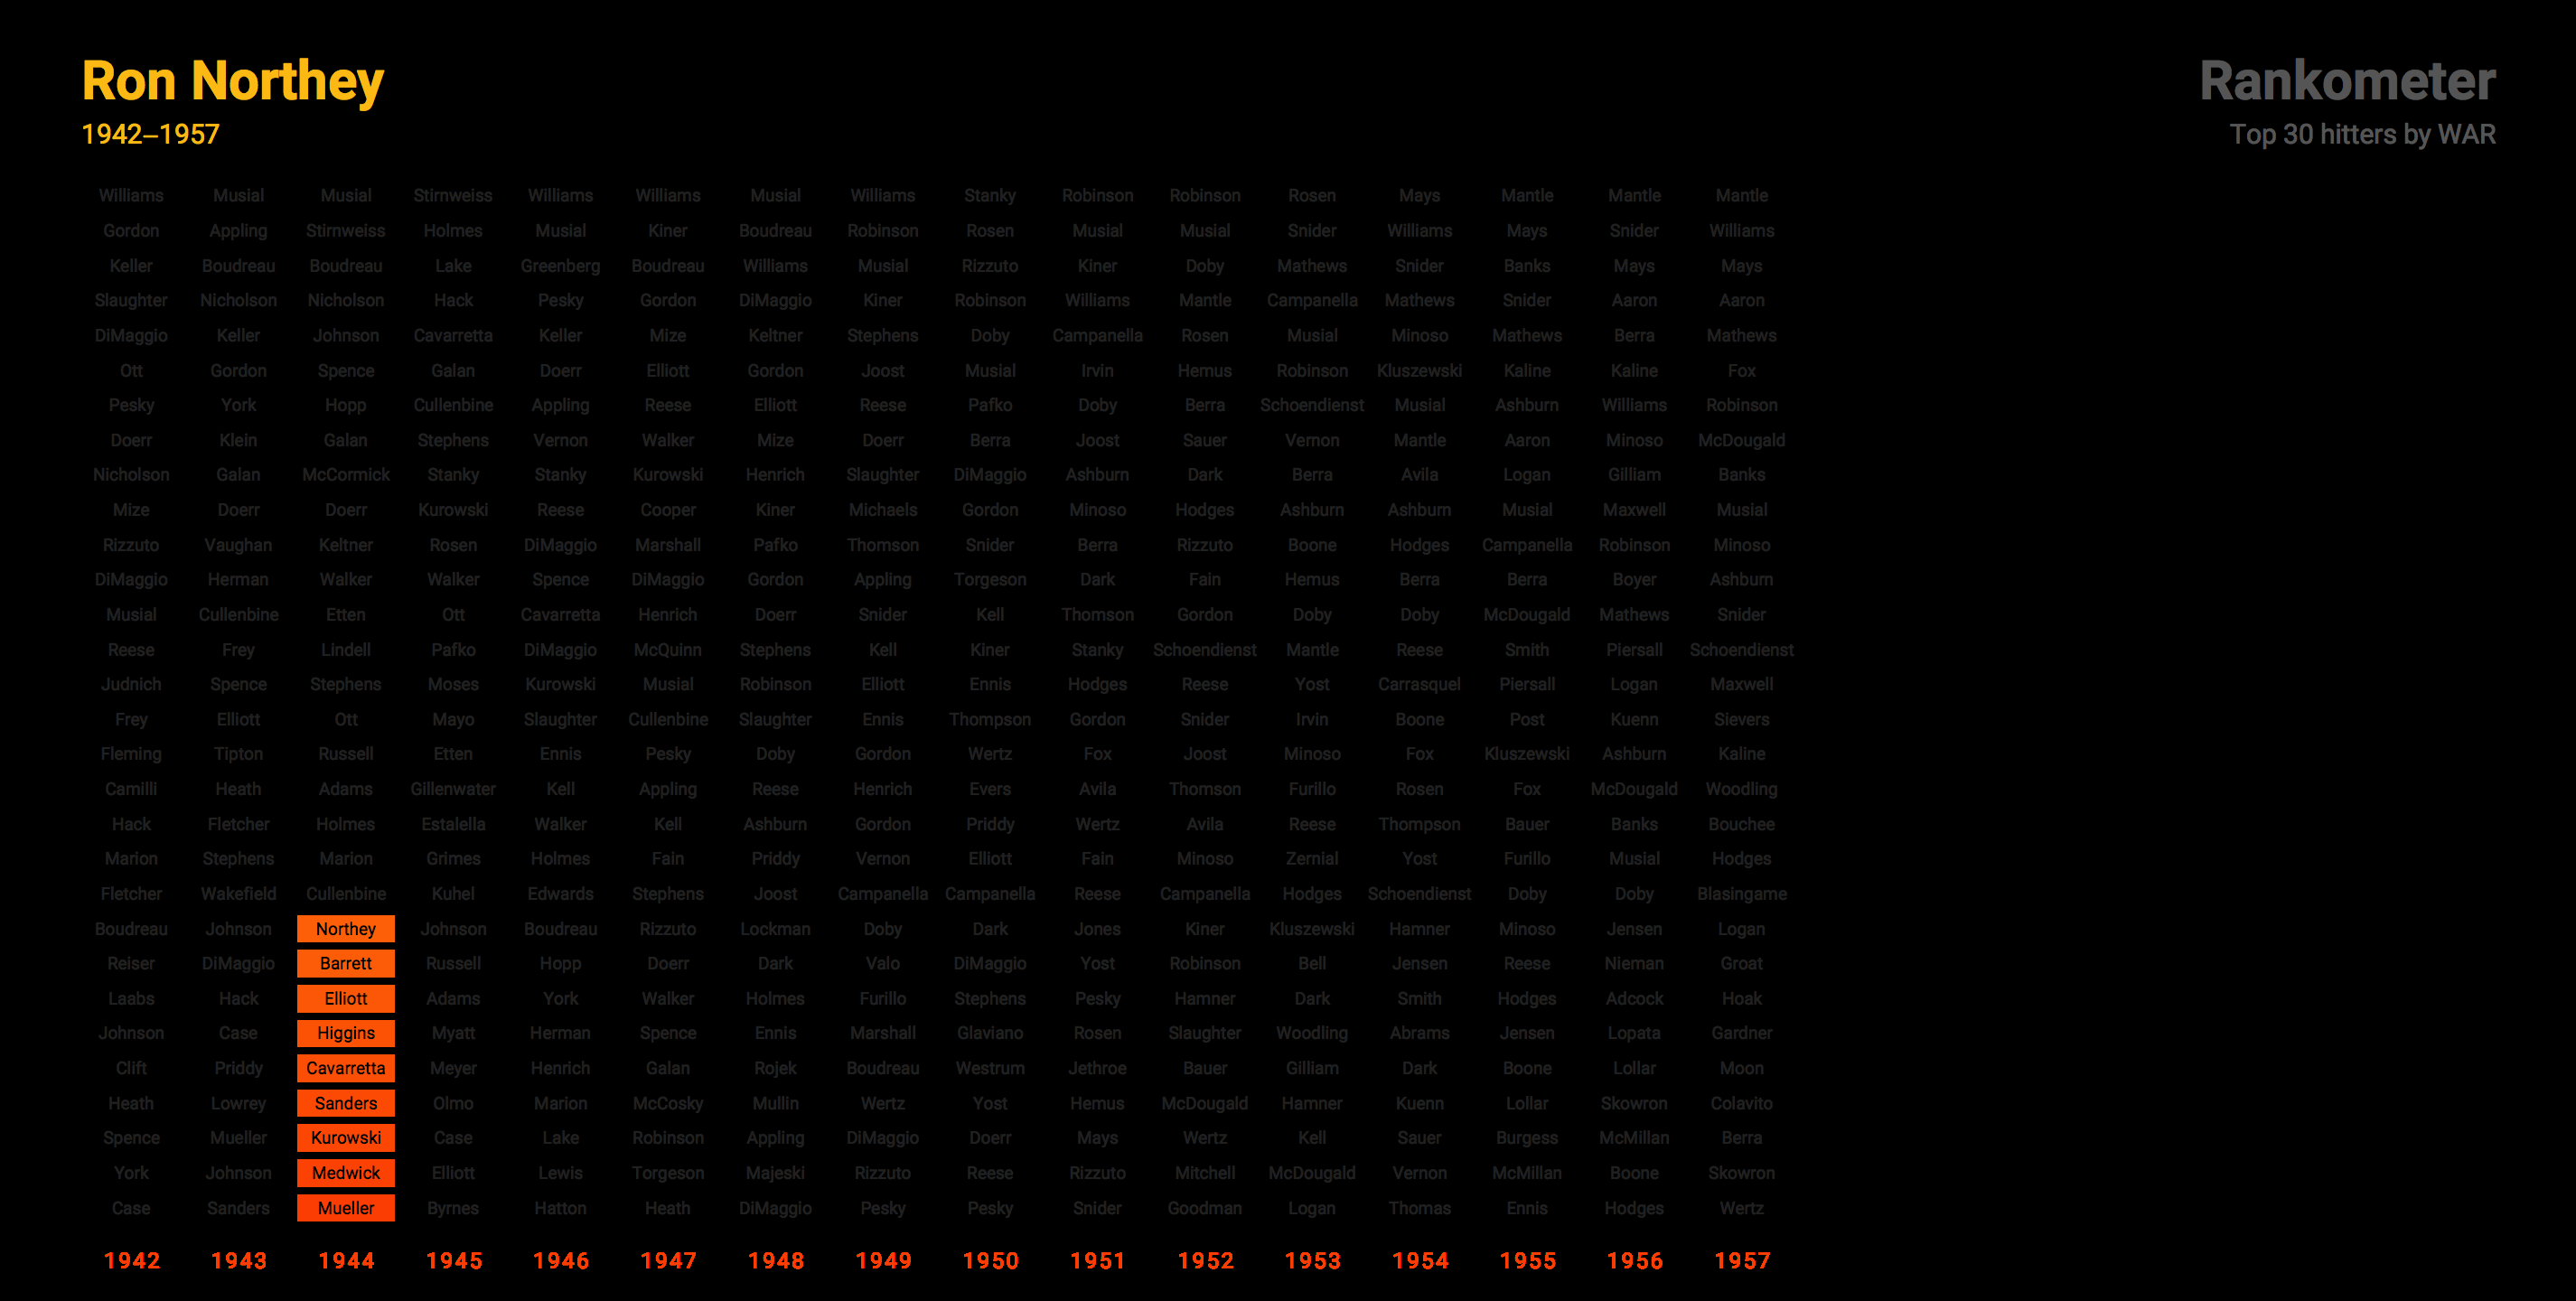 Ron Northey
1942–1957
Rankometer
Top 30 hitters by WAR
Williams Musial Musial Stirnweiss Williams Williams Musial Williams Stanky Robinson Robinson Rosen Mays Mantle Mantle Mantle
Gordon Appling Stirnweiss Holmes Musial Kiner Boudreau Robinson Rosen Musial Musial Snider Williams Mays Snider Williams
Keller Boudreau Boudreau Lake Greenberg Boudreau Williams Musial Rizzuto Kiner Doby Mathews Snider Banks Mays Mays
Slaughter Nicholson Nicholson Hack Pesky Gordon DiMaggio Kiner Robinson Williams Mantle Campanella Mathews Snider Aaron Aaron
DiMaggio Keller Johnson Cavarretta Keller Mize Keltner Stephens Doby Campanella Rosen Musial Minoso Mathews Berra Mathews
Ott Gordon Spence Galan Doerr Elliott Gordon Joost Musial Irvin Hemus Robinson Kluszewski Kaline Kaline Fox
Pesky York Hopp Cullenbine Appling Reese Elliott Reese Pafko Doby Berra Schoendienst Musial Ashburn Williams Robinson
Doerr Klein Galan Stephens Vernon Walker Mize Doerr Berra Joost Sauer Vernon Mantle Aaron Minoso McDougald
Nicholson Galan McCormick Stanky Stanky Kurowski Henrich Slaughter DiMaggio Ashburn Dark Berra Avila Logan Gilliam Banks
Mize Doerr Doerr Kurowski Reese Cooper Kiner Michaels Gordon Minoso Hodges Ashburn Ashburn Musial Maxwell Musial
Rizzuto Vaughan Keltner Rosen DiMaggio Marshall Pafko Thomson Snider Berra Rizzuto Boone Hodges Campanella Robinson Minoso
DiMaggio Herman Walker Walker Spence DiMaggio Gordon Appling Torgeson Dark Fain Hemus Berra Berra Boyer Ashburn
Musial Cullenbine Etten Ott Cavarretta Henrich Doerr Snider Kell Thomson Gordon Doby Doby McDougald Mathews Snider
Reese Frey Lindell Pafko DiMaggio McQuinn Stephens Kell Kiner Stanky Schoendienst Mantle Reese Smith Piersall Schoendienst
Judnich Spence Stephens Moses Kurowski Musial Robinson Elliott Ennis Hodges Reese Yost Carrasquel Piersall Logan Maxwell
Frey Elliott Ott Mayo Slaughter Cullenbine Slaughter Ennis Thompson Gordon Snider Irvin Boone Post Kuenn Sievers
Fleming Tipton Russell Etten Ennis Pesky Doby Gordon Wertz Fox Joost Minoso Fox Kluszewski Ashburn Kaline
Camilli Heath Adams Gillenwater Kell Appling Reese Henrich Evers Avila Thomson Furillo Rosen Fox McDougald Woodling
Hack Fletcher Holmes Estalella Walker Kell Ashburn Gordon Priddy Wertz Avila Reese Thompson Bauer Banks Bouchee
Marion Stephens Marion Grimes Holmes Fain Priddy Vernon Elliott Fain Minoso Zernial Yost Furillo Musial Hodges
Fletcher Wakefield Cullenbine Kuhel Edwards Stephens Joost Campanella Campanella Reese Campanella Hodges Schoendienst Doby Doby Blasingame
Boudreau Johnson Northey Johnson Boudreau Rizzuto Lockman Doby Dark Jones Kiner Kluszewski Hamner Minoso Jensen Logan
Reiser DiMaggio Barrett Russell Hopp Doerr Dark Valo DiMaggio Yost Robinson Bell Jensen Reese Nieman Groat
Laabs Hack Elliott Adams York Walker Holmes Furillo Stephens Pesky Hamner Dark Smith Hodges Adcock Hoak
Johnson Case Higgins Myatt Herman Spence Ennis Marshall Glaviano Rosen Slaughter Woodling Abrams Jensen Lopata Gardner
Clift Priddy Cavarretta Meyer Henrich Galan Rojek Boudreau Westrum Jethroe Bauer Gilliam Dark Boone Lollar Moon
Heath Lowrey Sanders Olmo Marion McCosky Mullin Wertz Yost Hemus McDougald Hamner Kuenn Lollar Skowron Colavito
Spence Mueller Kurowski Case Lake Robinson Appling DiMaggio Doerr Mays Wertz Kell Sauer Burgess McMillan Berra
York Johnson Medwick Elliott Lewis Torgeson Majeski Rizzuto Reese Rizzuto Mitchell McDougald Vernon McMillan Boone Skowron
Case Sanders Mueller Byrnes Hatton Heath DiMaggio Pesky Pesky Snider Goodman Logan Thomas Ennis Hodges Wertz
1942 1943 1944 1945 1946 1947 1948 1949 1950 1951 1952 1953 1954 1955 1956 1957